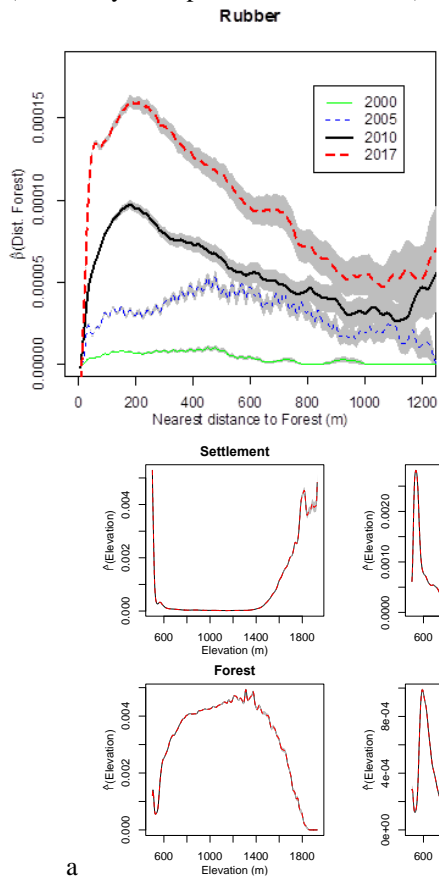 Rubber
2000
2005
2010
2017
0.00015
0.00010
0.00005
0.00000
ρ̂(Dist. Forest)
0 200 400 600 800 1000 1200
Nearest distance to Forest (m)
Settlement
0.004
0.002
0.000
(Elevation)
600 1000 1400 1800
Elevation (m)
0.0020
0.0010
0.0000
(Elevation)
600
Forest
0.004
0.002
0.000
(Elevation)
600 1000 1400 1800
Elevation (m)
8e-04
4e-04
0e+00
(Elevation)
600
a